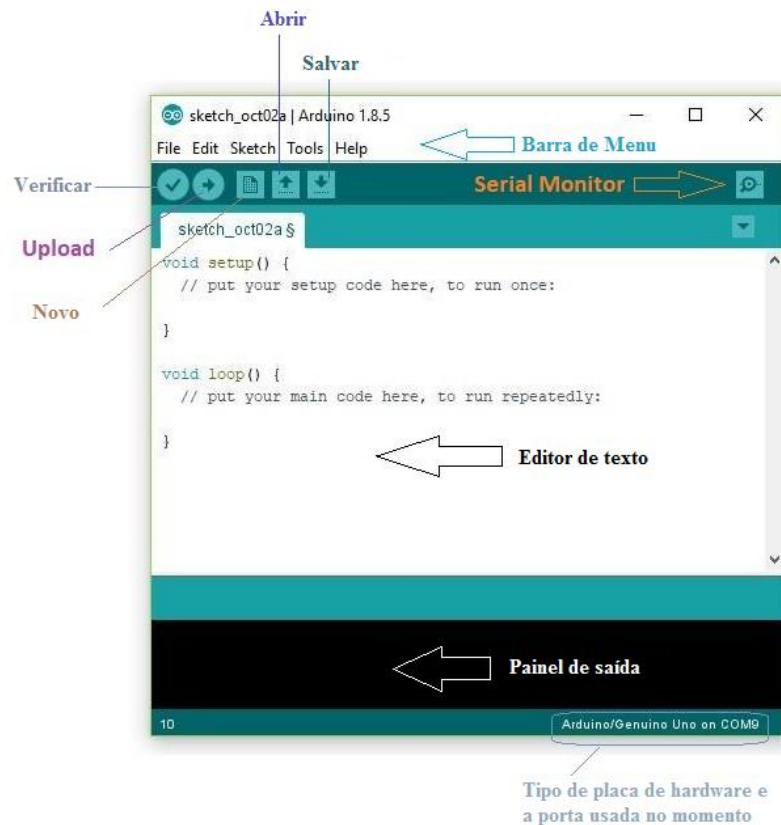 Abrir
Salvar
sketch_oct02a | Arduino 1.8.5
File Edit Sketch Tools Help
Barra de Menu
Verificar
Serial Monitor
sketch_oct02a §
Upload
void setup() {
// put your setup code here, to run once:
Novo
}
void loop() {
// put your main code here, to run repeatedly:
}
Editor de texto
Painel de saída
10
Arduino/Genuino Uno on COM9
Tipo de placa de hardware e
a porta usada no momento